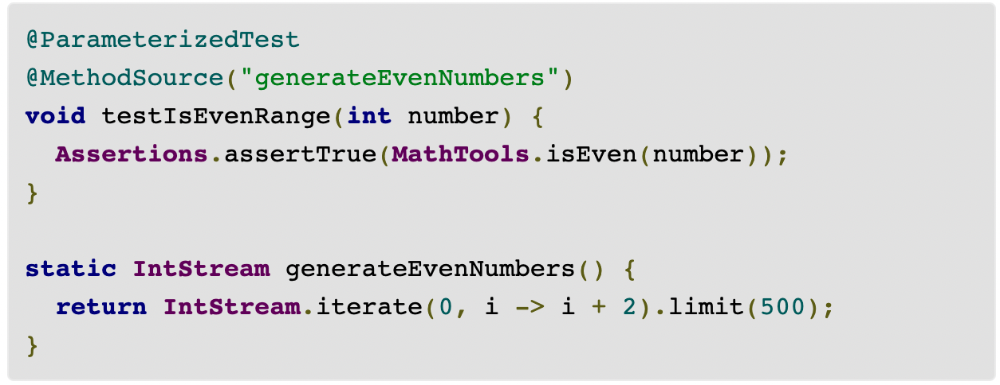 @ParameterizedTest
@MethodSource("generateEvenNumbers")
void testIsEvenRange(int number) {
  Assertions.assertTrue(MathTools.isEven(number));
}

static IntStream generateEvenNumbers() {
  return IntStream.iterate(0, i -> i + 2).limit(500);
}